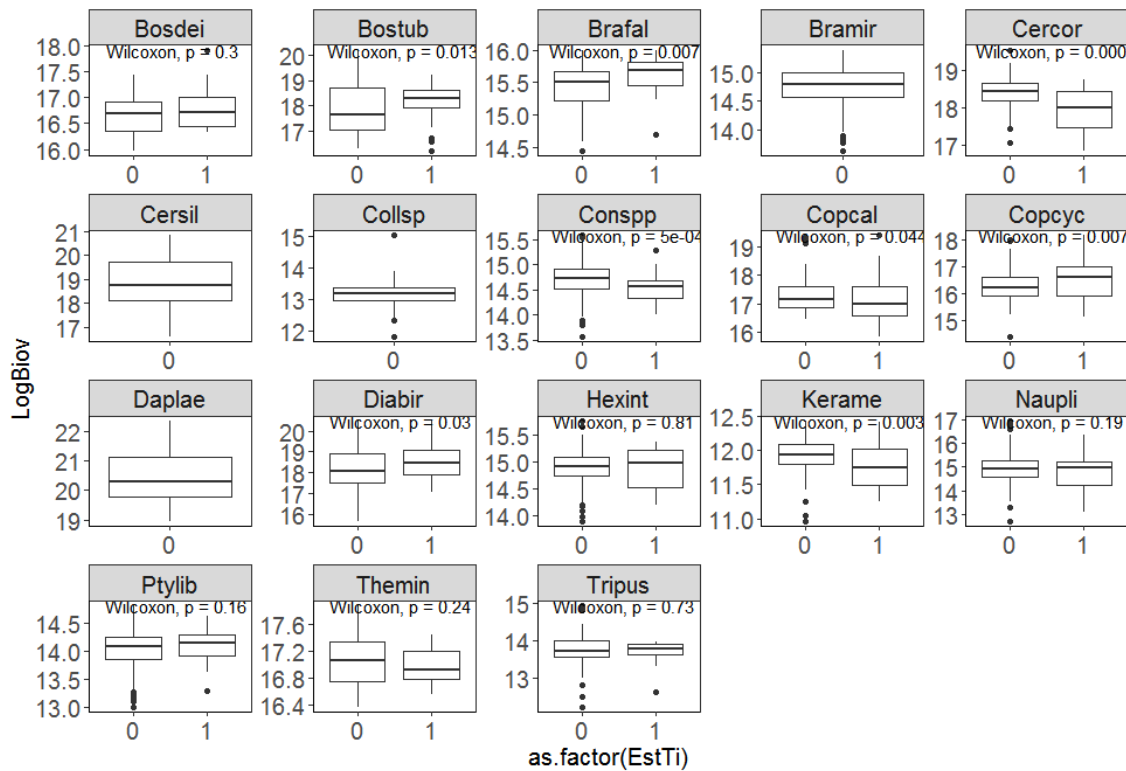 Bosdei Bostub Brafal Bramir Cercor
Wilcoxon, p = 0.3 Wilcoxon, p = 0.013 Wilcoxon, p = 0.007 Wilcoxon, p = 0.000
18.0 17.5 17.0 16.5 16.0
20 19 18 17
16.0 15.5 15.0 14.5
15.0 14.5 14.0
19 18 17
0 1 0 1 0 1 0 0 1
Cersil Collsp Conspp Copcal Copcyc
Wilcoxon, p = 5e-04 Wilcoxon, p = 0.044 Wilcoxon, p = 0.007
21 20 19 18 17
15 14 13 12
15.5 15.0 14.5 14.0 13.5
19 18 17 16
18 17 16 15
0 0 0 1 0 1 0 1
LogBiov
Daplae Diabir Hexint Kerame Naupli
Wilcoxon, p = 0.03 Wilcoxon, p = 0.81 Wilcoxon, p = 0.003 Wilcoxon, p = 0.19
22 21 20 19
20 19 18 17 16
15.5 15.0 14.5 14.0
12.5 12.0 11.5 11.0
17 16 15 14 13
0 0 1 0 1 0 1 0 1
Ptylib Themin Tripus
Wilcoxon, p = 0.16 Wilcoxon, p = 0.24 Wilcoxon, p = 0.73
14.5 14.0 13.5 13.0
17.6 17.2 16.8 16.4
15 14 13
0 1 0 1 0 1
as.factor(EstTi)